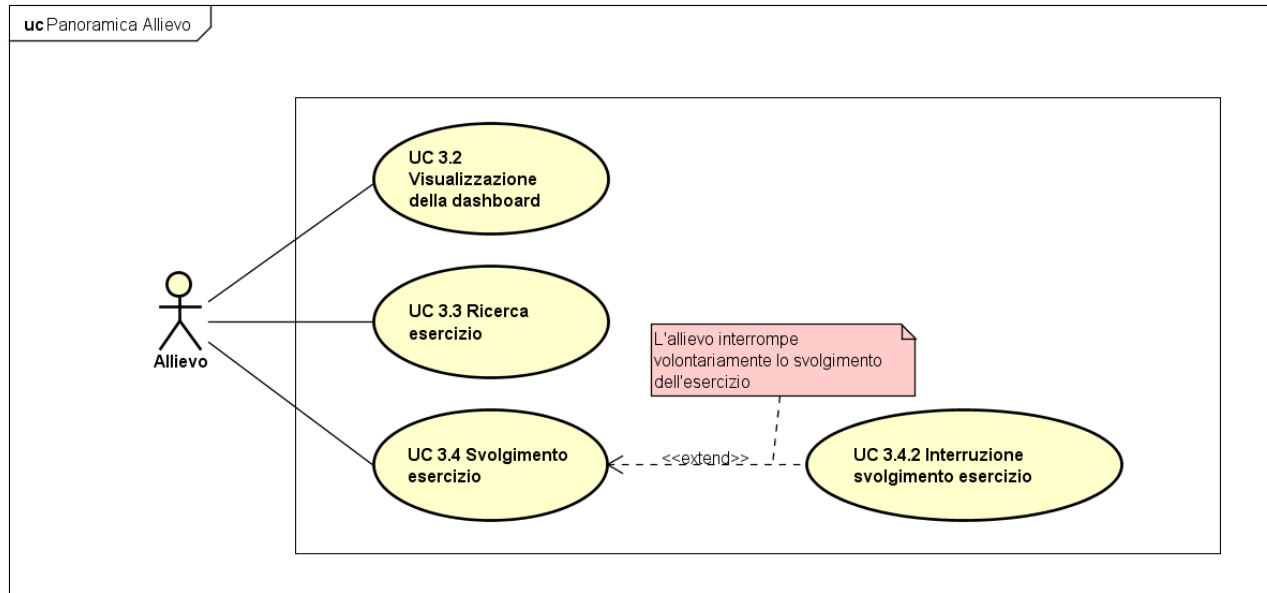 uc Panoramica Allievo
UC 3.2
Visualizzazione
della dashboard
UC 3.3 Ricerca
esercizio
L'allievo interrompe
volontariamente lo svolgimento
dell'esercizio
Allievo
UC 3.4 Svolgimento
esercizio
<<extend>>
UC 3.4.2 Interruzione
svolgimento esercizio